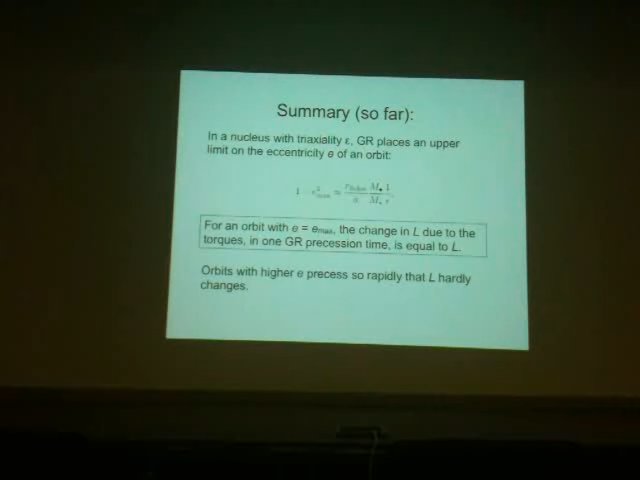 Summary (so far):
In a nucleus with triaxiality ε, GR places an upper
limit on the eccentricity e of an orbit:
For an orbit with e = eₘₐₓ, the change in L due to the
torques, in one GR precession time, is equal to L.
Orbits with higher e precess so rapidly that L hardly
changes.